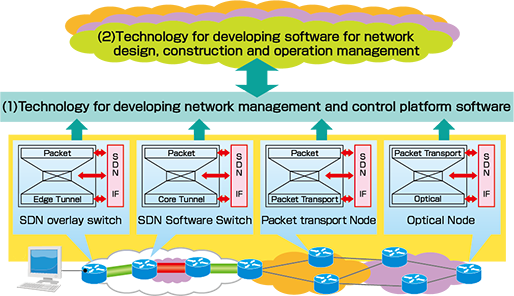 (2)Technology for developing software for network
design, construction and operation management
(1)Technology for developing network management and control platform software
Packet
SDN IF
Edge Tunnel
SDN overlay switch
Packet
SDN IF
Core Tunnel
SDN Software Switch
Packet
SDN IF
Packet Transport
Packet transport Node
Packet Transport
SDN IF
Optical
Optical Node